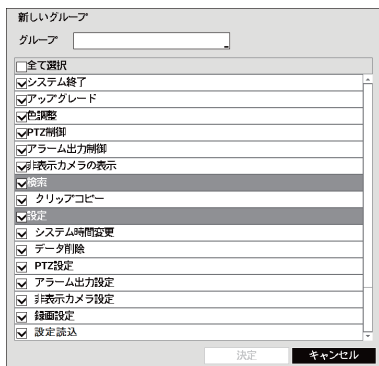 新しいグループ
グループ
全て選択
システム終了
アップグレード
色調整
PTZ制御
アラーム出力制御
非表示カメラの表示
検索
クリップコピー
設定
システム時間変更
データ削除
PTZ設定
アラーム出力設定
非表示カメラ設定
録画設定
設定読込
決定 キャンセル